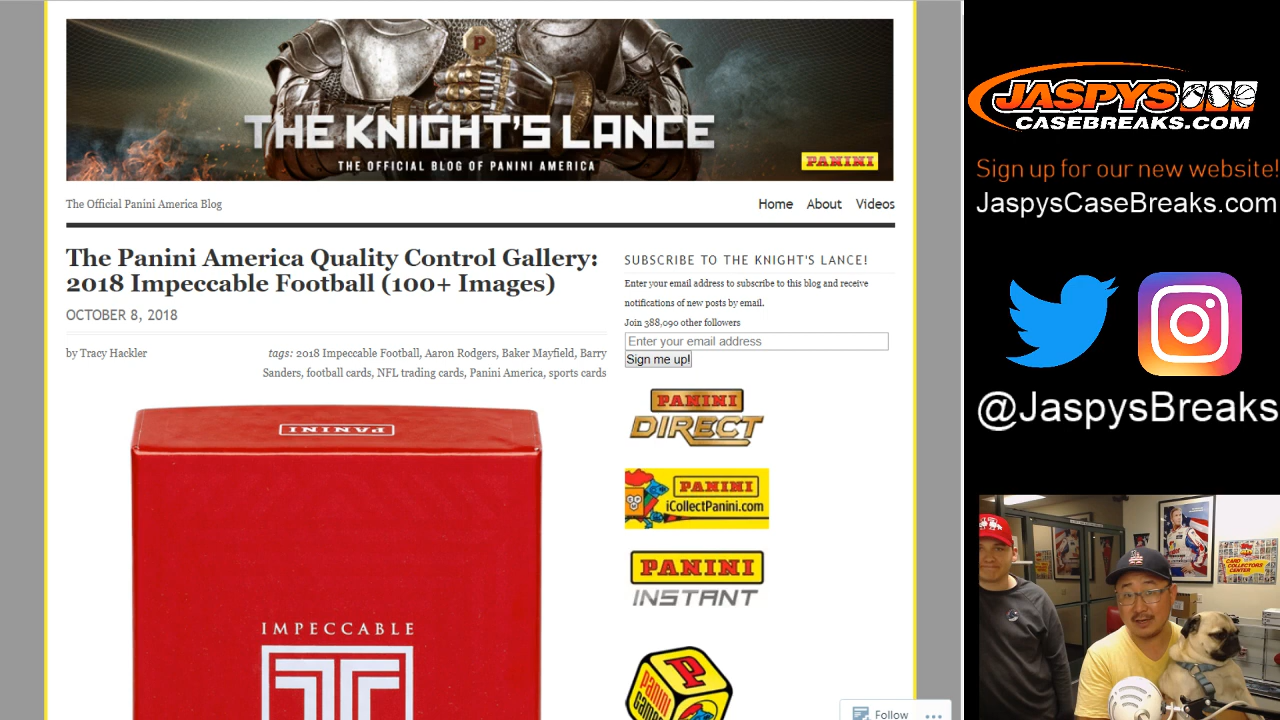 THE KNIGHT'S LANCE
THE OFFICIAL BLOG OF PANINI AMERICA
PANINI
The Official Panini America Blog
Home About Videos
The Panini America Quality Control Gallery:
2018 Impeccable Football (100+ Images)
OCTOBER 8, 2018
by Tracy Hackler
tags: 2018 Impeccable Football, Aaron Rodgers, Baker Mayfield, Barry
Sanders, football cards, NFL trading cards, Panini America, sports cards
PANINI
IMPECCABLE
SUBSCRIBE TO THE KNIGHT'S LANCE!
Enter your email address to subscribe to this blog and receive
notifications of new posts by email.
Join 388,090 other followers
Enter your email address
Sign me up!
PANINI
DIRECT
PANINI
iCollectPanini.com
PANINI
INSTANT
P
panini
games
Follow
JASPYS
CASEBREAKS.COM
Sign up for our new website!
JaspysCaseBreaks.com
@JaspysBreaks
CARD
COLLECTORS
CENTER